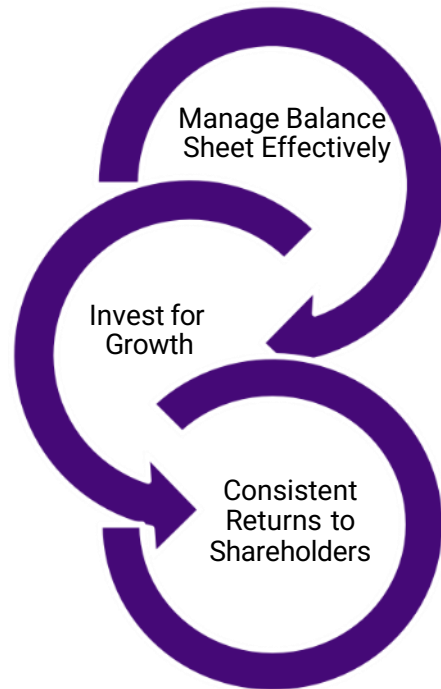 Manage Balance
Sheet Effectively
Invest for
Growth
Consistent
Returns to
Shareholders